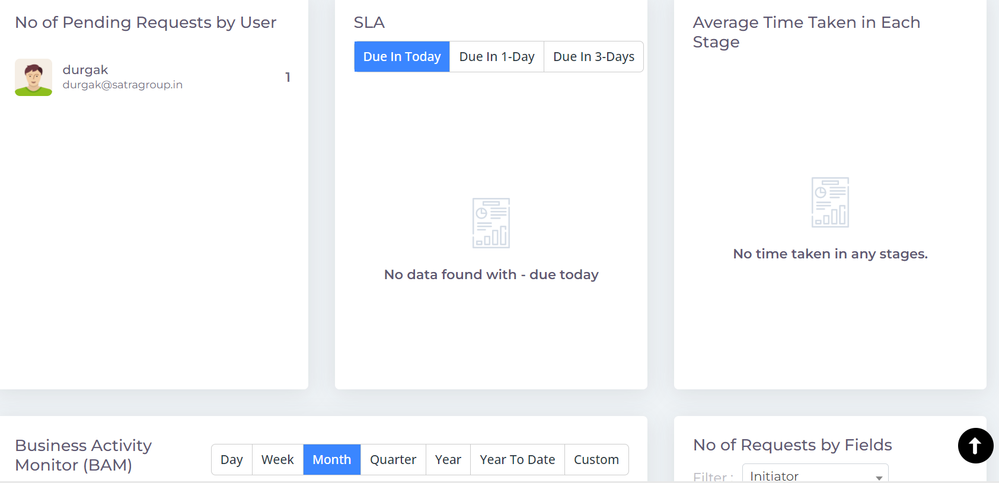 No of Pending Requests by User
durgak
durgak@satragroup.in
1
SLA
Due In Today
Due In 1-Day
Due In 3-Days
No data found with - due today
Average Time Taken in Each
Stage
No time taken in any stages.
Business Activity
Monitor (BAM)
Day
Week
Month
Quarter
Year
Year To Date
Custom
No of Requests by Fields
Filter :
Initiator